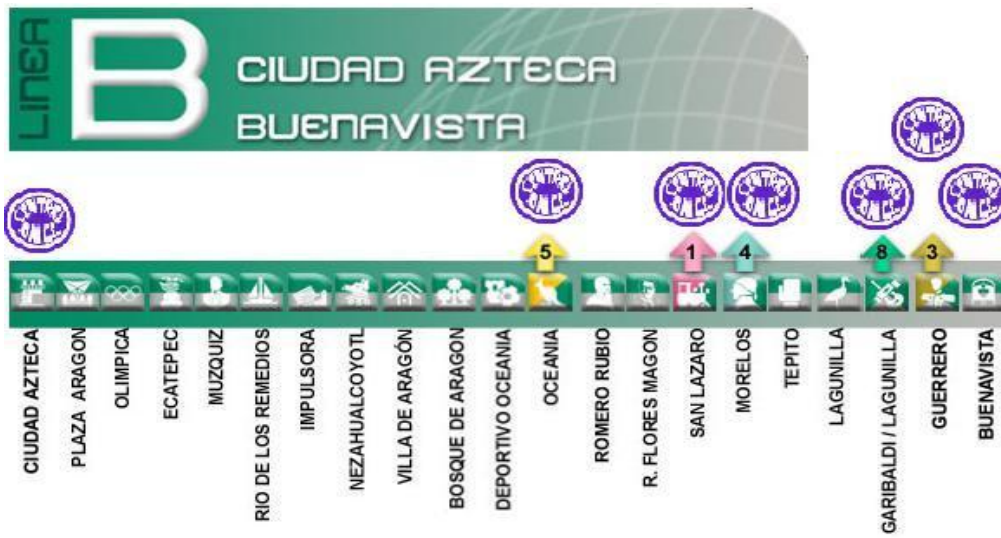 LINEA
B
CIUDAD AZTECA
BUENAVISTA
5
1
4
8
3
CIUDAD AZTECA
PLAZA ARAGON
OLIMPICA
ECATEPEC
MUZQUIZ
RIO DE LOS REMEDIOS
IMPULSORA
NEZAHUALCOYOTL
VILLA DE ARAGÓN
BOSQUE DE ARAGON
DEPORTIVO OCEANIA
OCEANIA
ROMERO RUBIO
R. FLORES MAGON
SAN LAZARO
MORELOS
TEPITO
LAGUNILLA
GARIBALDI / LAGUNILLA
GUERRERO
BUENAVISTA